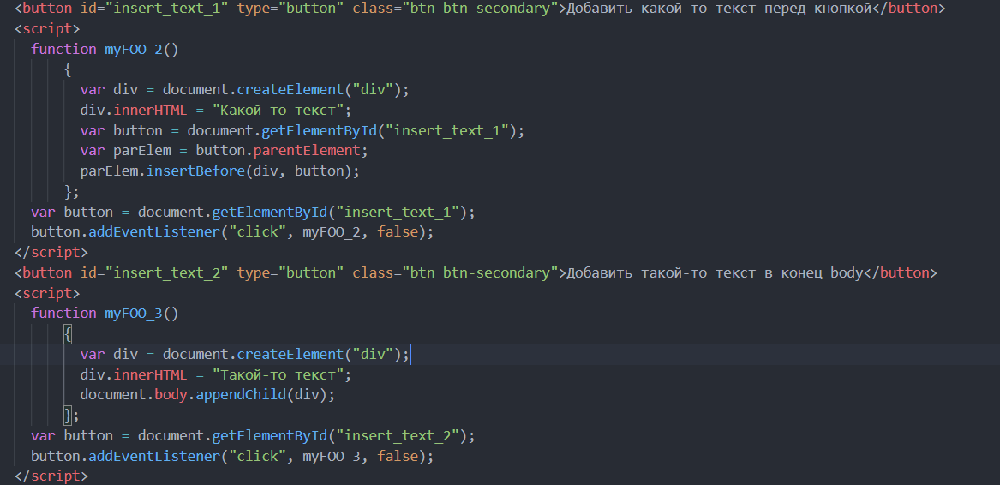 <button id="insert_text_1" type="button" class="btn btn-secondary">Добавить какой-то текст перед кнопкой</button>
<script>
function myFOO_2()
{
var div = document.createElement("div");
div.innerHTML = "Какой-то текст";
var button = document.getElementById("insert_text_1");
var parElem = button.parentElement;
parElem.insertBefore(div, button);
};
var button = document.getElementById("insert_text_1");
button.addEventListener("click", myFOO_2, false);
</script>
<button id="insert_text_2" type="button" class="btn btn-secondary">Добавить такой-то текст в конец body</button>
<script>
function myFOO_3()
{
var div = document.createElement("div");
div.innerHTML = "Такой-то текст";
document.body.appendChild(div);
};
var button = document.getElementById("insert_text_2");
button.addEventListener("click", myFOO_3, false);
</script>